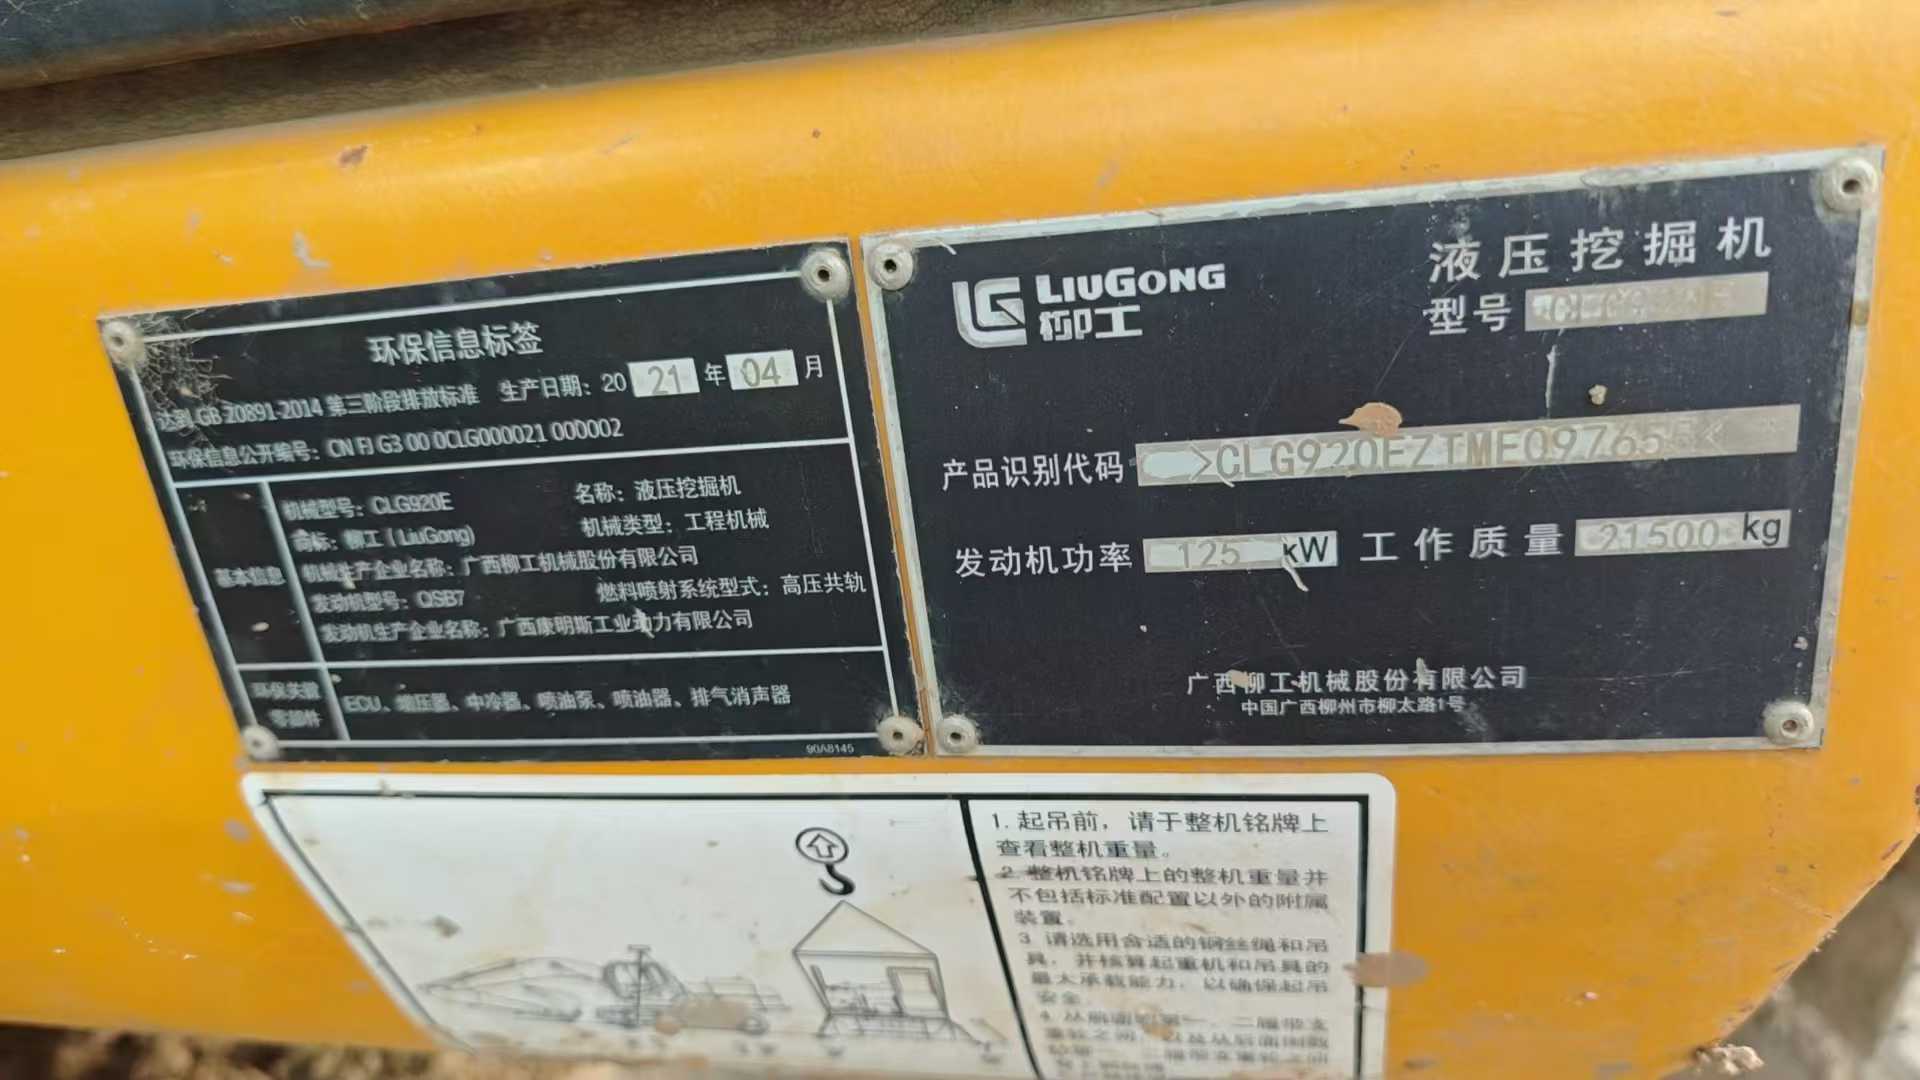 环保信息标签
达到 GB 20891-2014 第三阶段排放标准 生产日期: 20 21 年 04 月
环保信息公开编号: CN FJ G3 00 0CLG000021 000002
基本信息
机械型号: CLG920E 名称: 液压挖掘机
商标: 柳工 (LiuGong) 机械类型: 工程机械
机械生产企业名称: 广西柳工机械股份有限公司
发动机型号: QSB7 燃料喷射系统型式: 高压共轨
发动机生产企业名称: 广西康明斯工业动力有限公司
环保关键
零部件
ECU、增压器、中冷器、喷油泵、喷油器、排气消声器
90A8145
LG LIUGONG
柳工
液压挖掘机
型号
产品识别代码
发动机功率 125 kW 工作质量 21500 kg
广西柳工机械股份有限公司
中国广西柳州市柳太路1号
1. 起吊前，请于整机铭牌上
查看整机重量。
2. 整机铭牌上的整机重量并
不包括标准配置以外的附属
装置。
3. 请选用合适的钢丝绳和吊
具，并核算起重机和吊具的
最大承载能力，以确保起吊
安全。